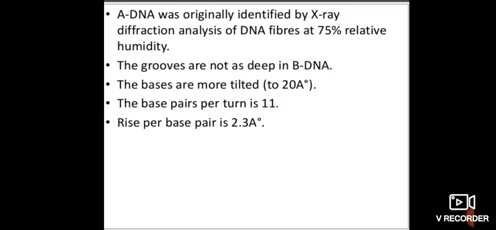 • A-DNA was originally identified by X-ray
diffraction analysis of DNA fibres at 75% relative
humidity.
• The grooves are not as deep in B-DNA.
• The bases are more tilted (to 20A°).
• The base pairs per turn is 11.
• Rise per base pair is 2.3A°.
V RECORDER